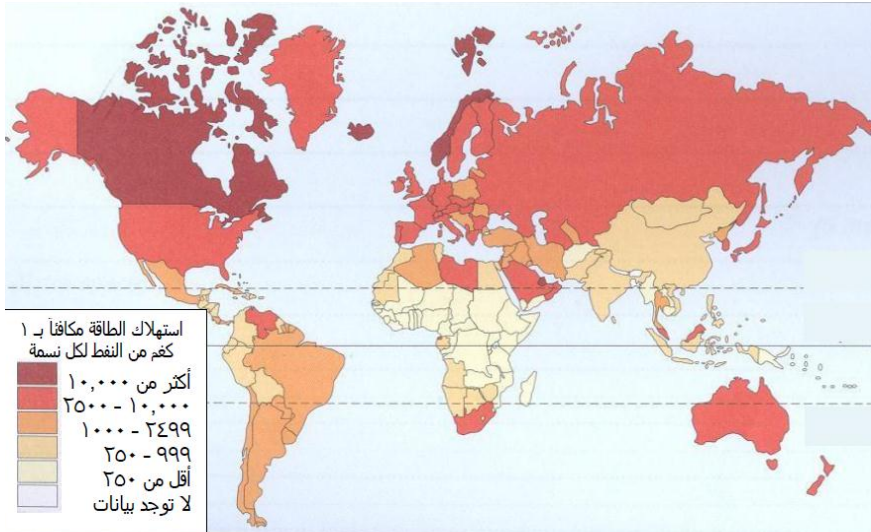 استهلاك الطاقة مكافئاً بـ ١
كغم من النفط لكل نسمة
أكثر من ١٠,٠٠٠
٢٥٠٠ - ١٠,٠٠٠
١٠٠٠ - ٢٤٩٩
٢٥٠ - ٩٩٩
أقل من ٢٥٠
لا توجد بيانات